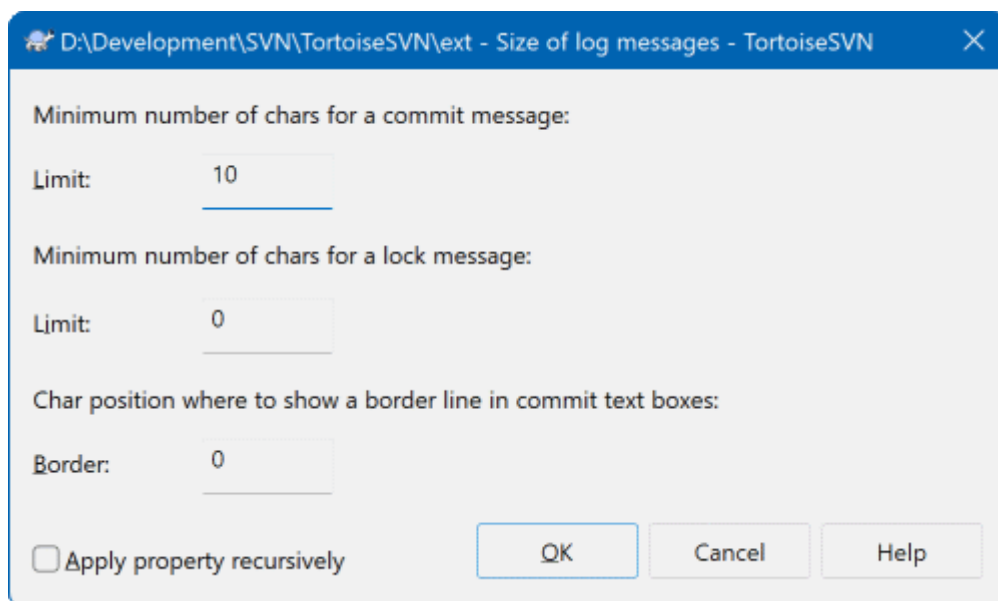 D:\Development\SVN\TortoiseSVN\ext - Size of log messages - TortoiseSVN
Minimum number of chars for a commit message:
Limit: 10
Minimum number of chars for a lock message:
Limit: 0
Char position where to show a border line in commit text boxes:
Border: 0
Apply property recursively OK Cancel Help